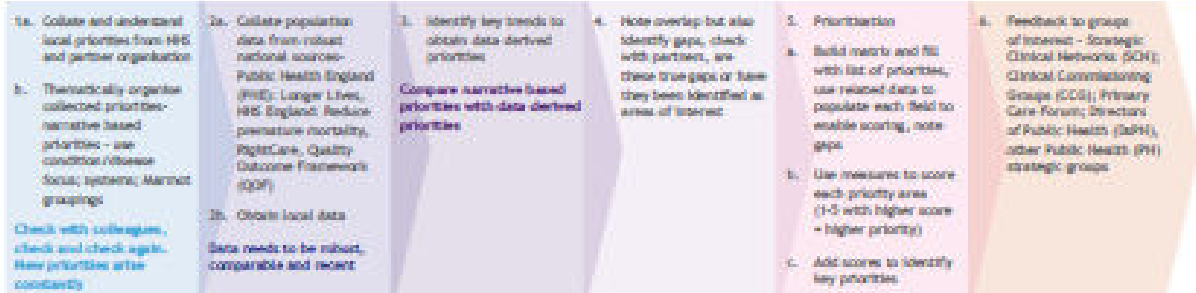 1a. Collate and understand
local priorities from NHS
and partner organisation
b. Thematically organise
collected priorities-
narrative based
priorities - use
condition/disease
focus; systems; Marmot
groupings
Check with colleagues,
check and check again.
New priorities arise
constantly
2a. Collate population
data from robust
national sources-
Public Health England
(PHE): Longer Lives,
NHS England: Reduce
premature mortality,
RightCare, Quality
Outcome Framework
(QOF)
2b. Obtain local data
Data needs to be robust,
comparable and recent
3. Identify key trends to
obtain data derived
priorities
Compare narrative based
priorities with data derived
priorities
4. Note overlap but also
identify gaps, check
with partners, are
these true gaps or have
they been identified as
areas of interest
5. Prioritisation
a. Build matrix and fill
with list of priorities,
use related data to
populate each field to
enable scoring, note
gaps
b. Use measures to score
each priority area
(1-5 with higher score
= higher priority)
c. Add scores to identify
key priorities
6. Feedback to groups
of interest - Strategic
Clinical Networks (SCN);
Clinical Commissioning
Groups (CCG); Primary
Care Forum; Directors
of Public Health (DsPH),
other Public Health (PH)
strategic groups